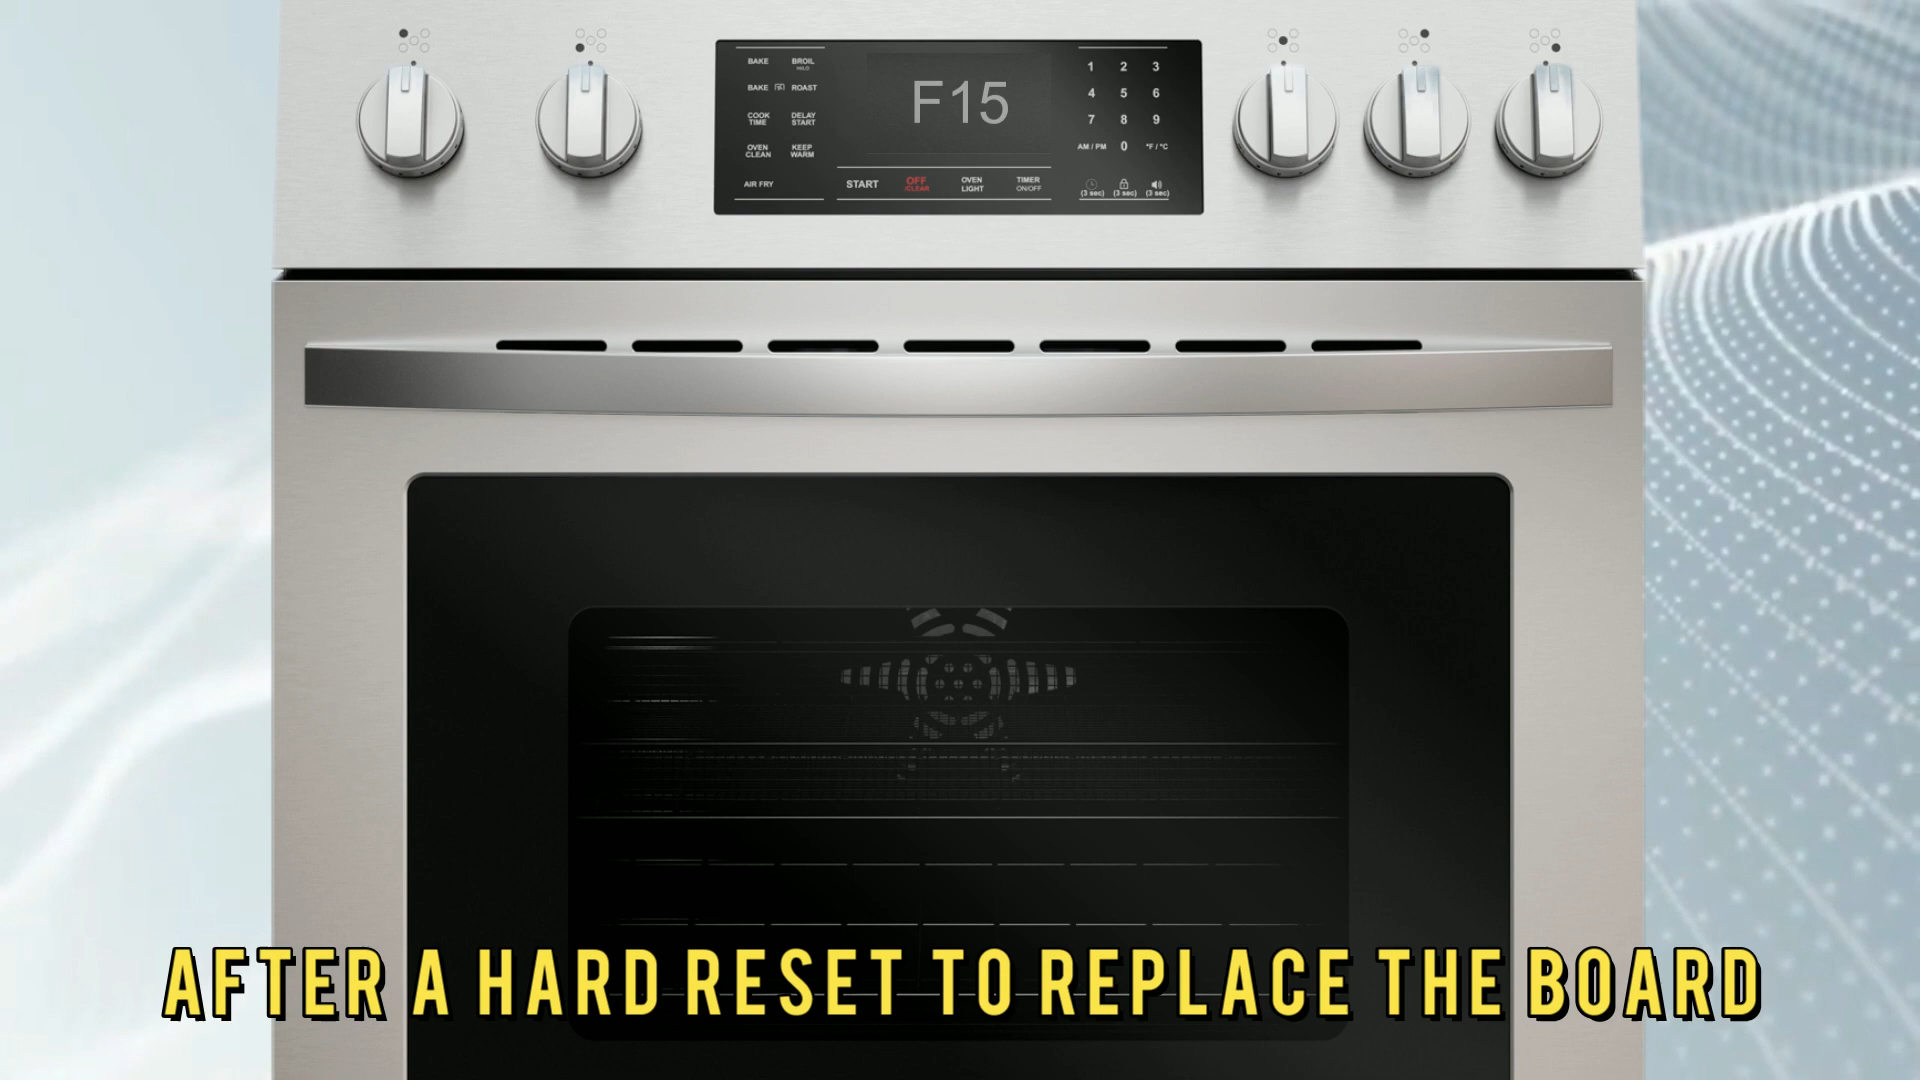 BAKE BROIL
HI/LO
F15
1 2 3
BAKE ROAST
4 5 6
COOK TIME
DELAY START
7 8 9
OVEN CLEAN
KEEP WARM
AM / PM 0 °F / °C
AIR FRY
START
OFF
/CLEAR
OVEN LIGHT
TIMER
ON/OFF
(3 sec) (3 sec) (3 sec)
AFTER A HARD RESET TO REPLACE THE BOARD